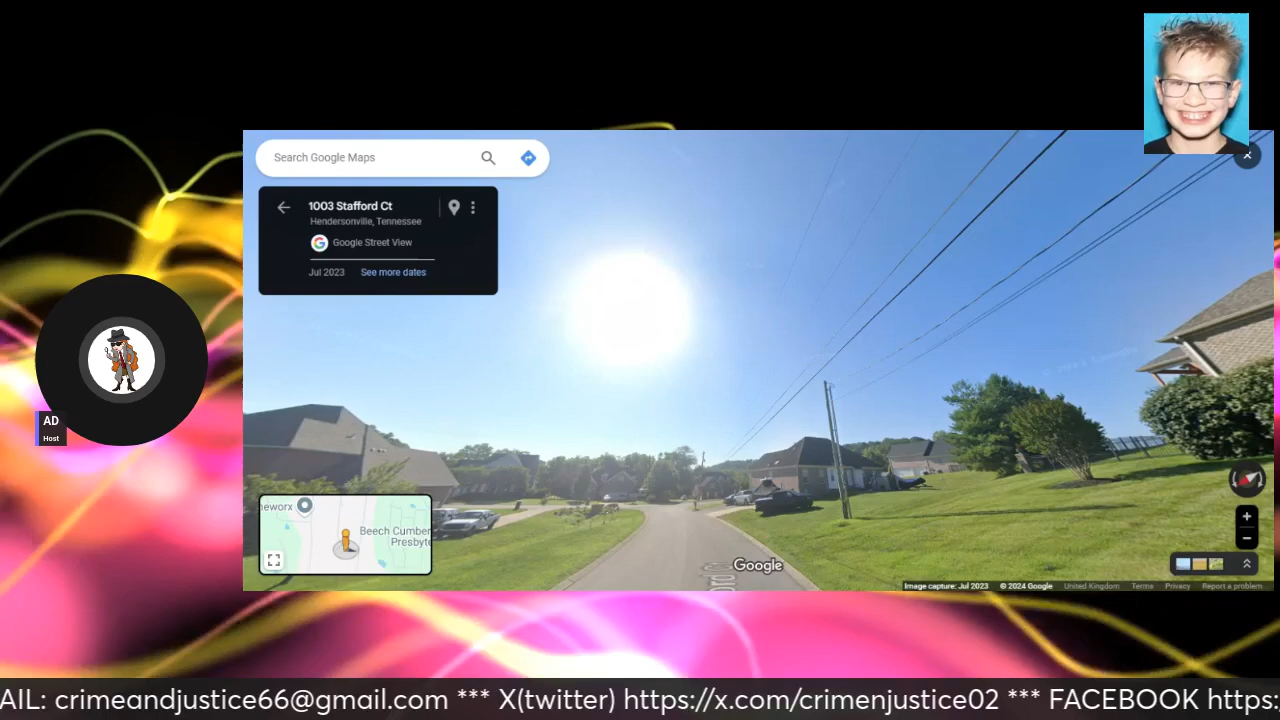 Search Google Maps
1003 Stafford Ct
Hendersonville, Tennessee
Google Street View
Jul 2023 See more dates
AD
Host
neworx
Beech Cumber
Presbyte
Google
Image capture: Jul 2023 © 2024 Google United Kingdom Terms Privacy Report a problem
AIL: crimeandjustice66@gmail.com *** X(twitter) https://x.com/crimenjustice02 *** FACEBOOK https: